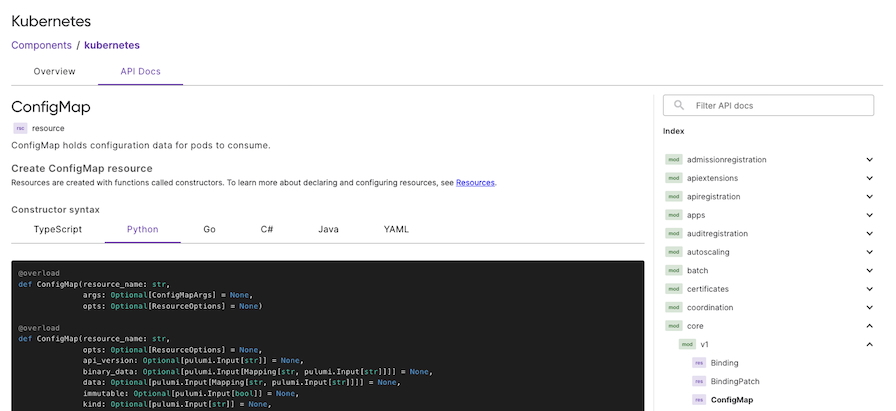 Kubernetes
Components / kubernetes
Overview
API Docs
ConfigMap
rsc resource
ConfigMap holds configuration data for pods to consume.
Create ConfigMap resource
Resources are created with functions called constructors. To learn more about declaring and configuring resources, see Resources.
Constructor syntax
TypeScript
Python
Go
C#
Java
YAML
@overload
def ConfigMap(resource_name: str,
args: Optional[ConfigMapArgs] = None,
opts: Optional[ResourceOptions] = None)
@overload
def ConfigMap(resource_name: str,
opts: Optional[ResourceOptions] = None,
api_version: Optional[pulumi.Input[str]] = None,
binary_data: Optional[pulumi.Input[Mapping[str, pulumi.Input[str]]]] = None,
data: Optional[pulumi.Input[Mapping[str, pulumi.Input[str]]]] = None,
immutable: Optional[pulumi.Input[bool]] = None,
kind: Optional[pulumi.Input[str]] = None,
Filter API docs
Index
mod admissionregistration
mod apiextensions
mod apiregistration
mod apps
mod auditregistration
mod autoscaling
mod batch
mod certificates
mod coordination
mod core
mod v1
res Binding
res BindingPatch
res ConfigMap